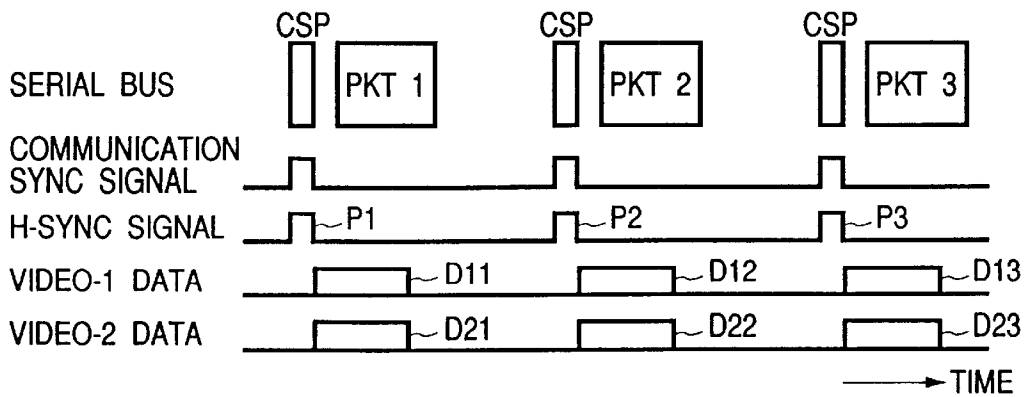 CSP CSP CSP
SERIAL BUS PKT 1 PKT 2 PKT 3
COMMUNICATION
SYNC SIGNAL
H-SYNC SIGNAL P1 P2 P3
VIDEO-1 DATA D11 D12 D13
VIDEO-2 DATA D21 D22 D23
TIME